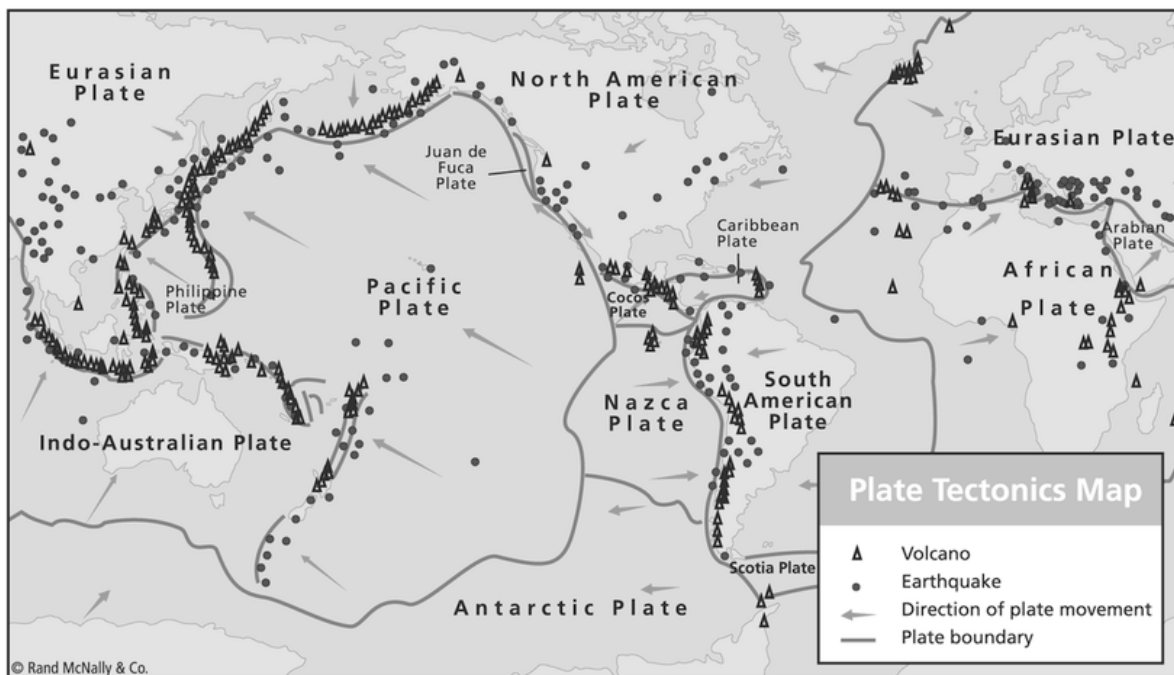 Eurasian
Plate
North American
Plate
Juan de
Fuca
Plate
Eurasian Plate
Caribbean
Plate
Arabian
Plate
Philippine
Plate
Pacific
Plate
Cocos
Plate
African
Plate
Indo-Australian Plate
Nazca
Plate
South
American
Plate
Scotia Plate
Antarctic Plate
Plate Tectonics Map
Volcano
Earthquake
Direction of plate movement
Plate boundary
© Rand McNally & Co.